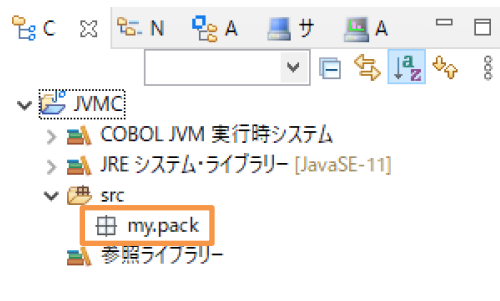 C N A サ A
JVMC
COBOL JVM 実行時システム
JRE システム・ライブラリー [JavaSE-11]
src
my.pack
参照ライブラリー